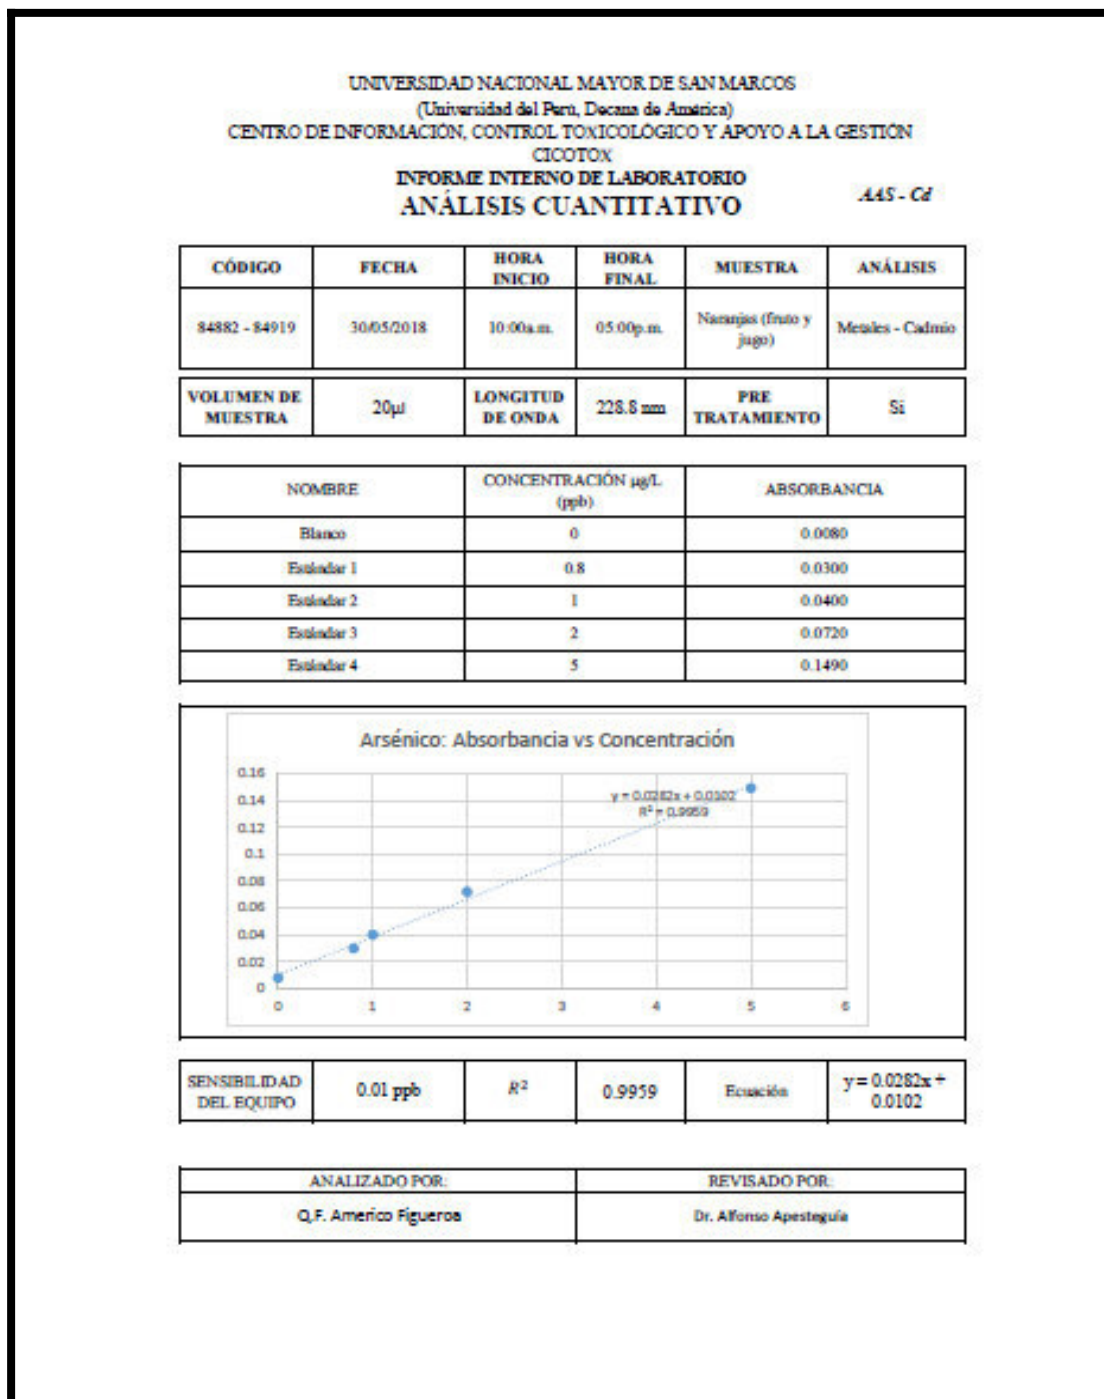 UNIVERSIDAD NACIONAL MAYOR DE SAN MARCOS
(Universidad del Perú, Decana de América)
CENTRO DE INFORMACIÓN, CONTROL TOXICOLÓGICO Y APOYO A LA GESTIÓN
CICOTOX
INFORME INTERNO DE LABORATORIO
ANÁLISIS CUANTITATIVO
AAS - Cd
CÓDIGO FECHA HORA INICIO HORA FINAL MUESTRA ANÁLISIS
84882 - 84919 30/05/2018 10:00a.m. 05:00p.m. Naranjas (fruto y jugo) Metales - Cadmio
VOLUMEN DE MUESTRA 20µl LONGITUD DE ONDA 228.8 nm PRE TRATAMIENTO Si
NOMBRE CONCENTRACIÓN µg/L (ppb) ABSORBANCIA
Blanco 0 0.0080
Estándar 1 0.8 0.0300
Estándar 2 1 0.0400
Estándar 3 2 0.0720
Estándar 4 5 0.1490
Arsénico: Absorbancia vs Concentración
0.16
y = 0.0282x + 0.0102
0.14
R² = 0.9959
0.12
0.1
0.08
0.06
0.04
0.02
0
0 1 2 3 4 5 6
SENSIBILIDAD DEL EQUIPO 0.01 ppb R² 0.9959 Ecuación y = 0.0282x + 0.0102
ANALIZADO POR: REVISADO POR:
Q.F. Americo Figueroa Dr. Alfonso Apesteguía